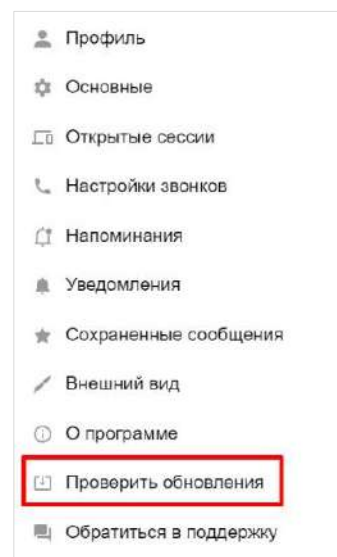 Профиль
Основные
Открытые сессии
Настройки звонков
Напоминания
Уведомления
Сохраненные сообщения
Внешний вид
О программе
Проверить обновления
Обратиться в поддержку